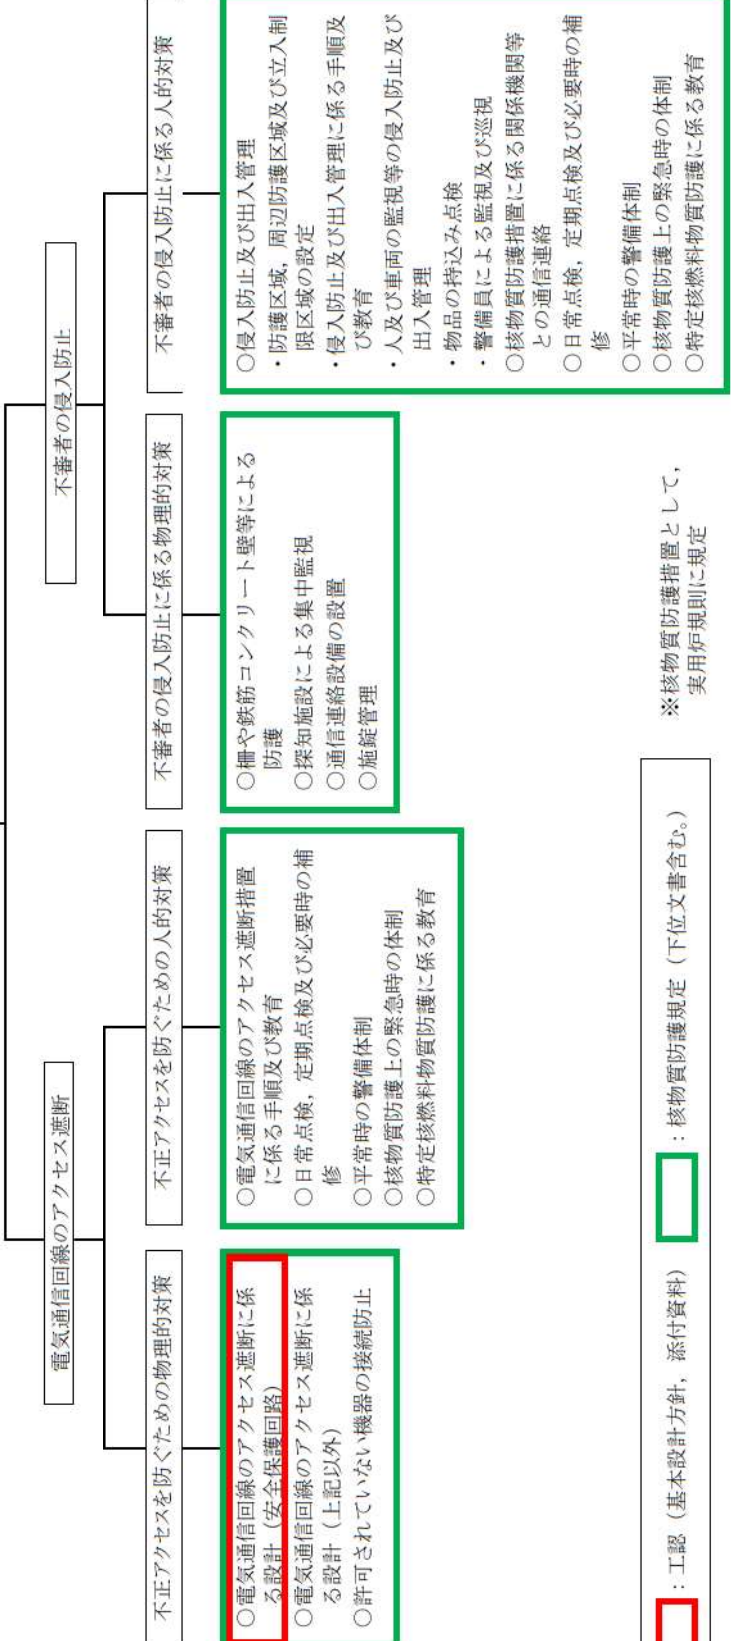 電気通信回線のアクセス遮断
不審者の侵入防止
不正アクセスを防ぐための物理的対策
○電気通信回線のアクセス遮断に係
る設計（安全保護回路）
○電気通信回線のアクセス遮断に係
る設計（上記以外）
○許可されていない機器の接続防止
不正アクセスを防ぐための人的対策
○電気通信回線のアクセス遮断措置
に係る手順及び教育
○日常点検，定期点検及び必要時の補
修
○平常時の警備体制
○核物質防護上の緊急時の体制
○特定核燃料物質防護に係る教育
不審者の侵入防止に係る物理的対策
○柵や鉄筋コンクリート壁等による
防護
○探知施設による集中監視
○通信連絡設備の設置
○施錠管理
不審者の侵入防止に係る人的対策
○侵入防止及び出入管理
・防護区域，周辺防護区域及び立入制
限区域の設定
・侵入防止及び出入管理に係る手順及
び教育
・人及び車両の監視等の侵入防止及び
出入管理
・物品の持込み点検
・警備員による監視及び巡視
○核物質防護措置に係る関係機関等
との通信連絡
○日常点検，定期点検及び必要時の補
修
○平常時の警備体制
○核物質防護上の緊急時の体制
○特定核燃料物質防護に係る教育
：工認（基本設計方針，添付資料）
：核物質防護規定（下位文書含む。）
※核物質防護措置として，
実用炉規則に規定